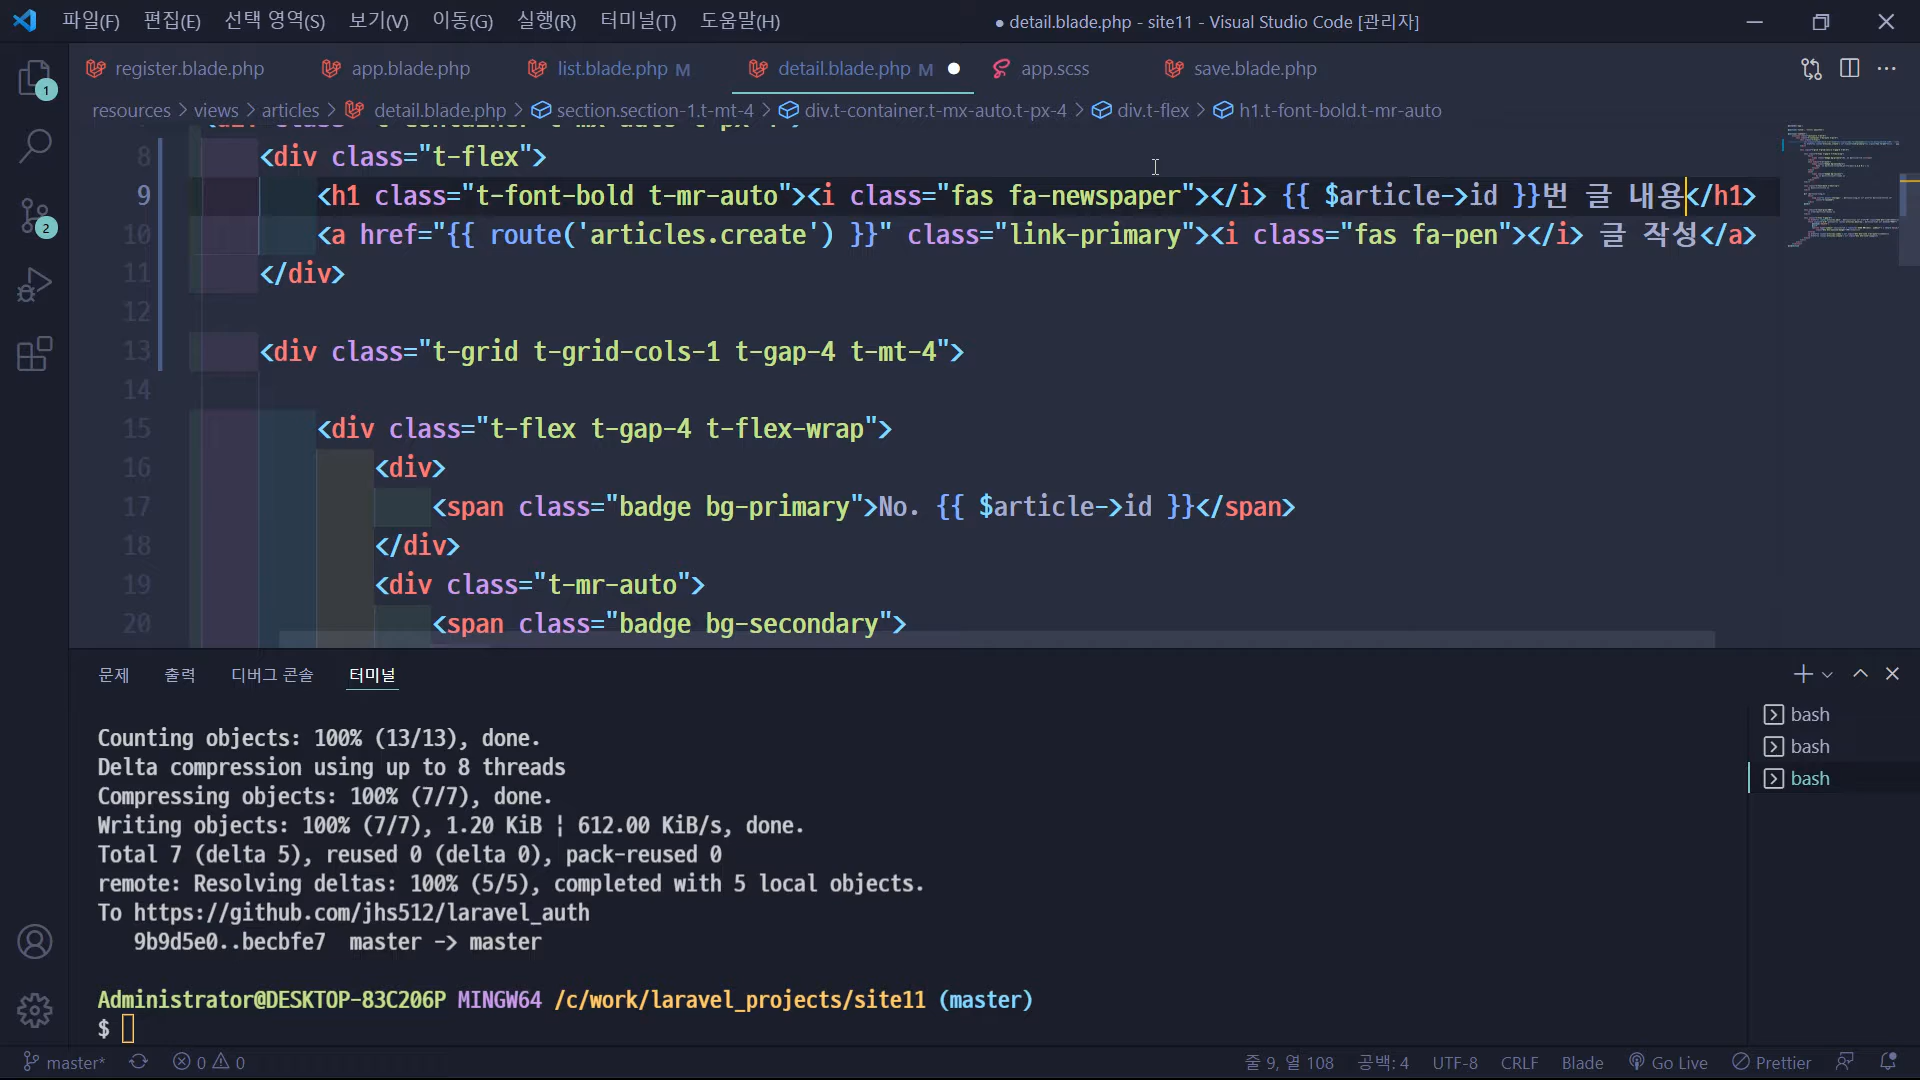 파일(F) 편집(E) 선택 영역(S) 보기(V) 이동(G) 실행(R) 터미널(T) 도움말(H) ● detail.blade.php - site11 - Visual Studio Code [관리자]
register.blade.php app.blade.php list.blade.php M detail.blade.php M ● app.scss save.blade.php
resources > views > articles > detail.blade.php > section.section-1.t-mt-4 > div.t-container.t-mx-auto.t-px-4 > div.t-flex > h1.t-font-bold.t-mr-auto
8 <div class="t-flex">
9 <h1 class="t-font-bold t-mr-auto"><i class="fas fa-newspaper"></i> {{ $article->id }}번 글 내용</h1>
10 <a href="{{ route('articles.create') }}" class="link-primary"><i class="fas fa-pen"></i> 글 작성</a>
11 </div>
12
13 <div class="t-grid t-grid-cols-1 t-gap-4 t-mt-4">
14
15 <div class="t-flex t-gap-4 t-flex-wrap">
16 <div>
17 <span class="badge bg-primary">No. {{ $article->id }}</span>
18 </div>
19 <div class="t-mr-auto">
20 <span class="badge bg-secondary">
1
2
문제 출력 디버그 콘솔 터미널
Counting objects: 100% (13/13), done.
Delta compression using up to 8 threads
Compressing objects: 100% (7/7), done.
Writing objects: 100% (7/7), 1.20 KiB ¦ 612.00 KiB/s, done.
Total 7 (delta 5), reused 0 (delta 0), pack-reused 0
remote: Resolving deltas: 100% (5/5), completed with 5 local objects.
To https://github.com/jhs512/laravel_auth
9b9d5e0..becbfe7 master -> master
Administrator@DESKTOP-83C206P MINGW64 /c/work/laravel_projects/site11 (master)
$
bash
bash
bash
master* 0 0 줄 9, 열 108 공백: 4 UTF-8 CRLF Blade Go Live Prettier